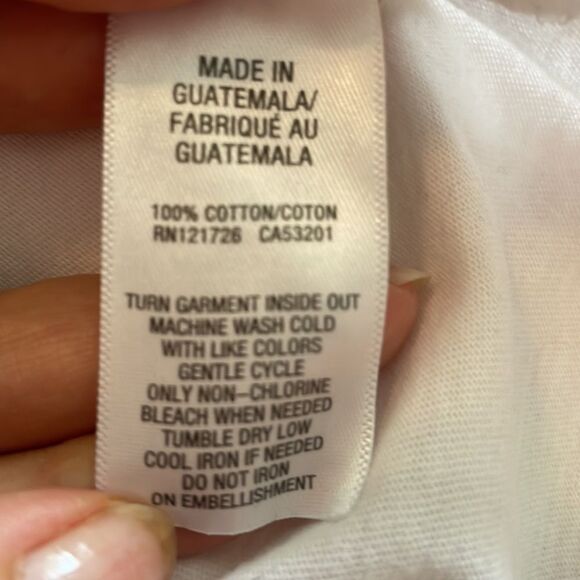 MADE IN
GUATEMALA/
FABRIQUÉ AU
GUATEMALA
100% COTTON/COTON
RN121726 CA53201
TURN GARMENT INSIDE OUT
MACHINE WASH COLD
WITH LIKE COLORS
GENTLE CYCLE
ONLY NON-CHLORINE
BLEACH WHEN NEEDED
TUMBLE DRY LOW
COOL IRON IF NEEDED
DO NOT IRON
ON EMBELLISHMENT